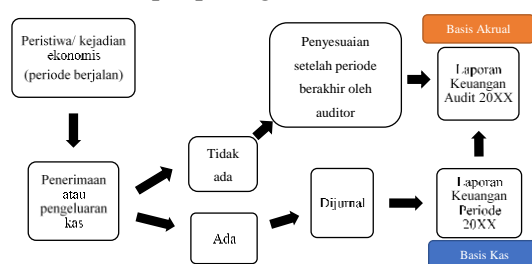 Peristiwa/ kejadian
ekonomis
(periode berjalan)
Penerimaan
atau
pengeluaran
kas
Tidak
ada
Ada
Penyesuaian
setelah periode
berakhir oleh
auditor
Dijurnal
Basis Akrual
Laporan
Keuangan
Audit 20XX
Laporan
Keuangan
Periode
20XX
Basis Kas